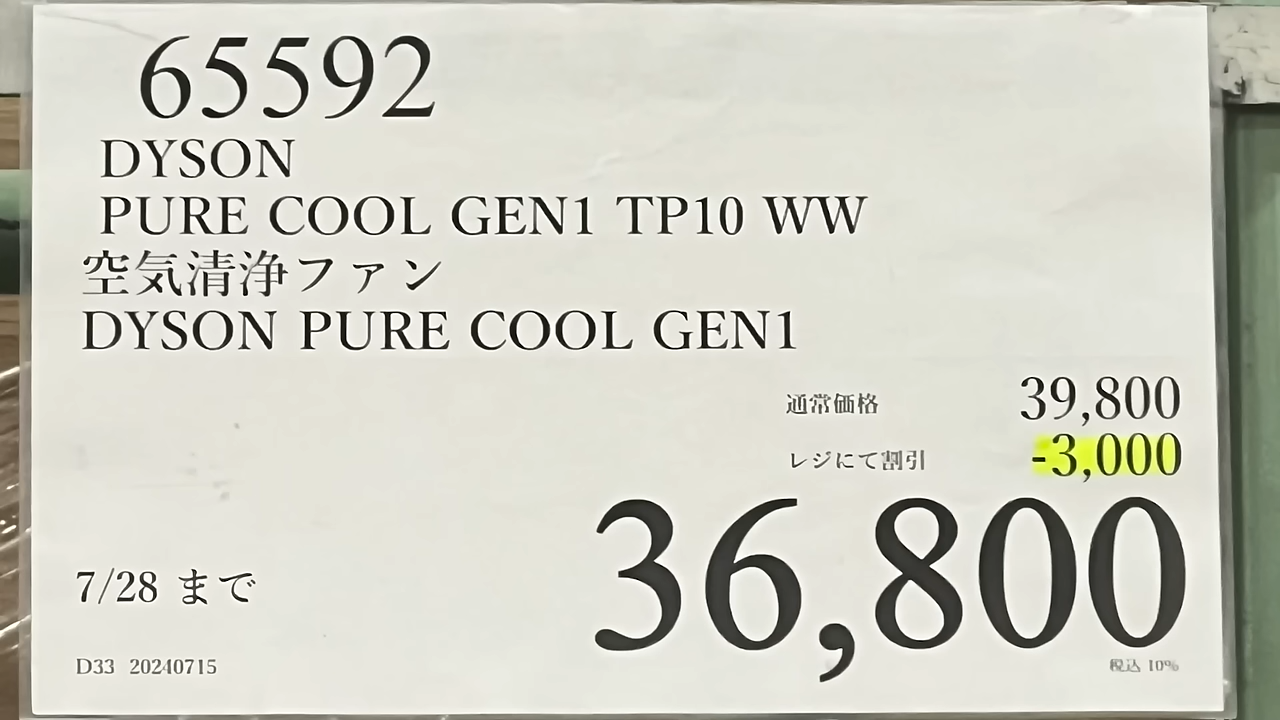 65592
DYSON
PURE COOL GEN1 TP10 WW
空気清浄ファン
DYSON PURE COOL GEN1
通常価格 39,800
レジにて割引 -3,000
36,800
7/28 まで
D33 20240715
税込 10%